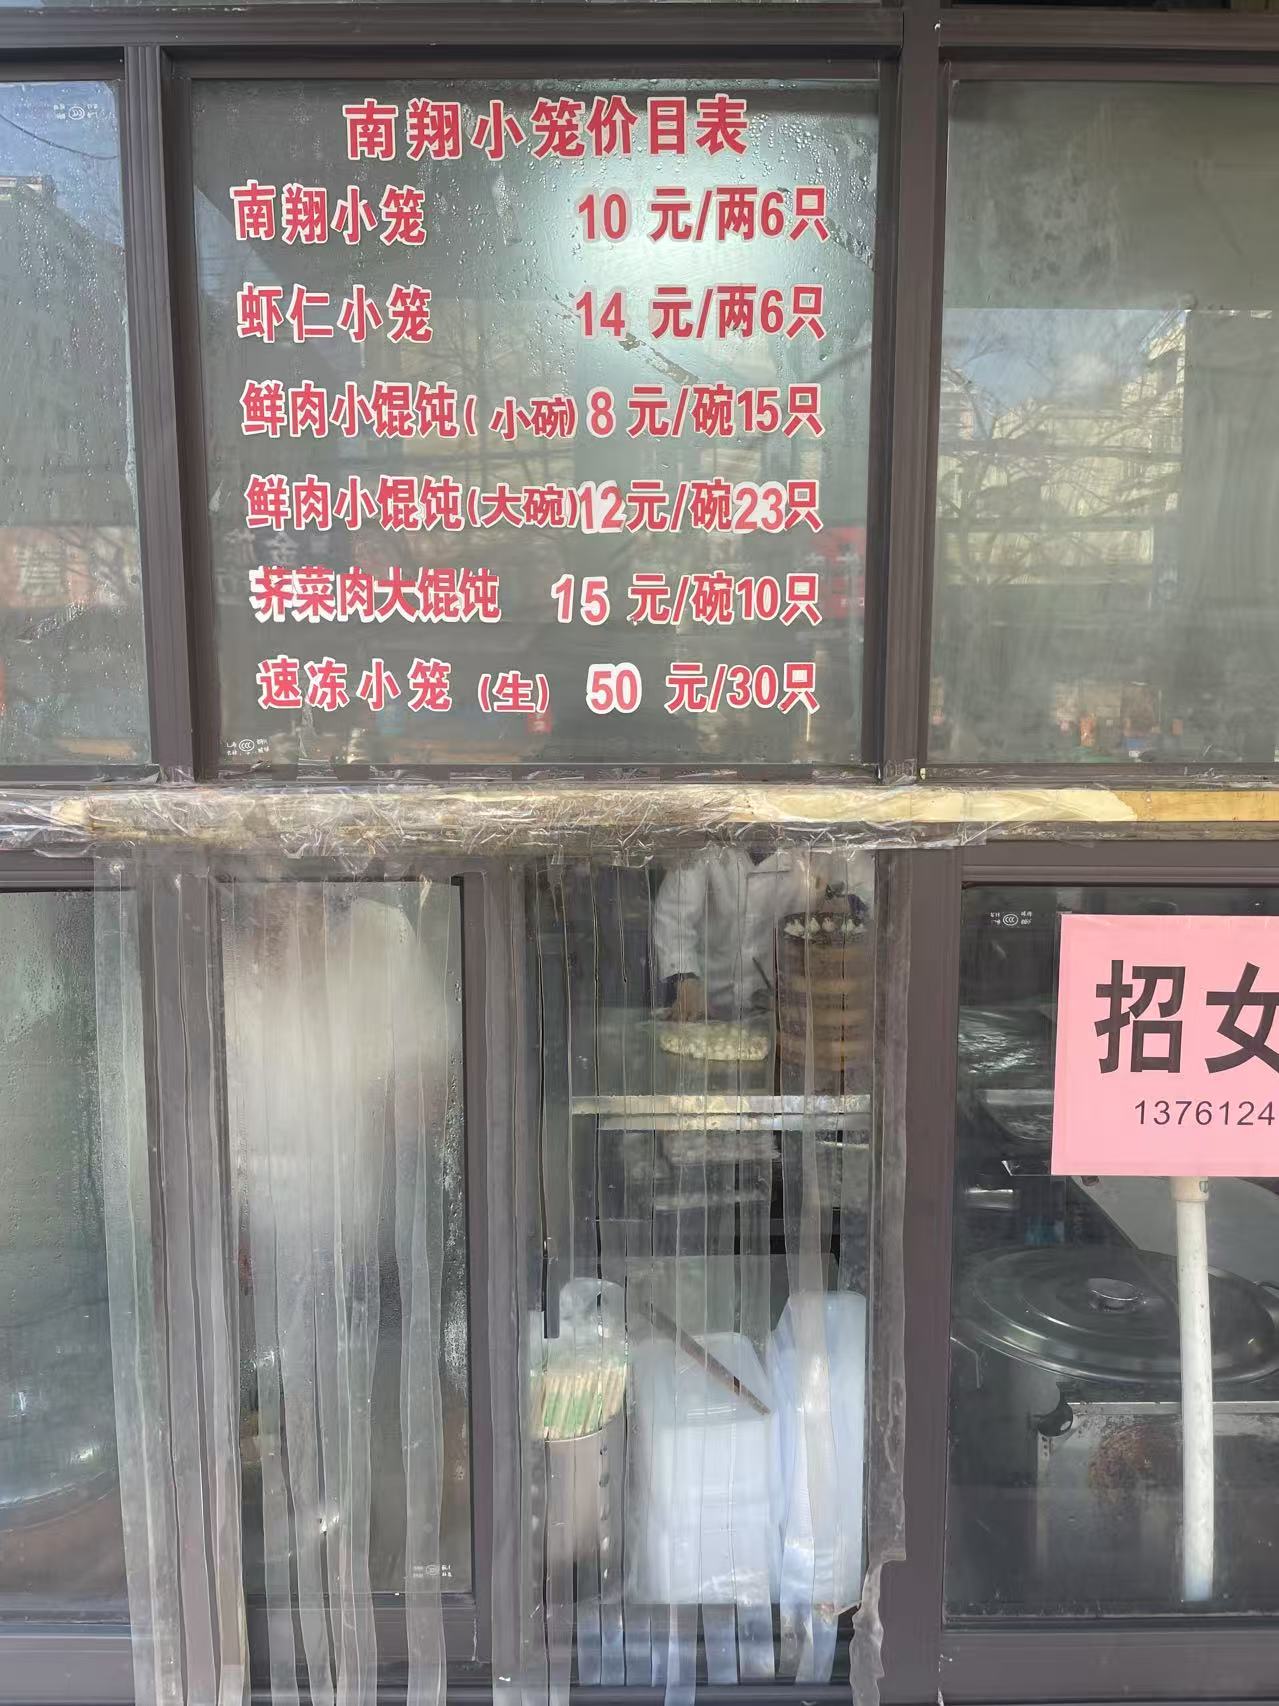 南翔小笼价目表
南翔小笼 10 元/两6只
虾仁小笼 14 元/两6只
鲜肉小馄饨(小碗) 8 元/碗15只
鲜肉小馄饨(大碗) 12元/碗23只
荠菜肉大馄饨 15 元/碗10只
速冻小笼 (生) 50 元/30只
招女
1376124